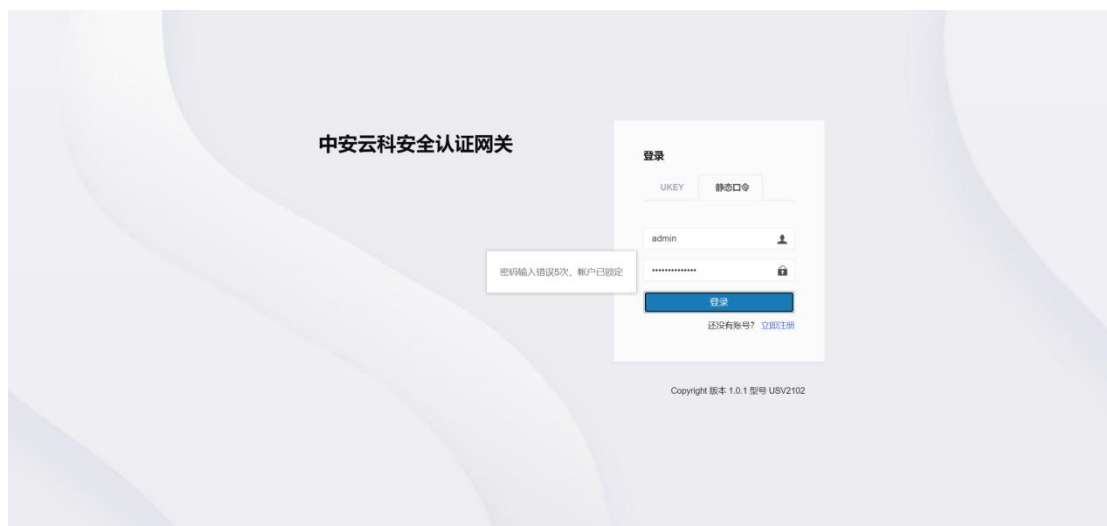 中安云科安全认证网关
登录
UKEY 静态口令
admin
密码输入错误5次，帐户已锁定
••••••••••••••
登录
还没有账号? 立即注册
Copyright 版本 1.0.1 型号 USV2102